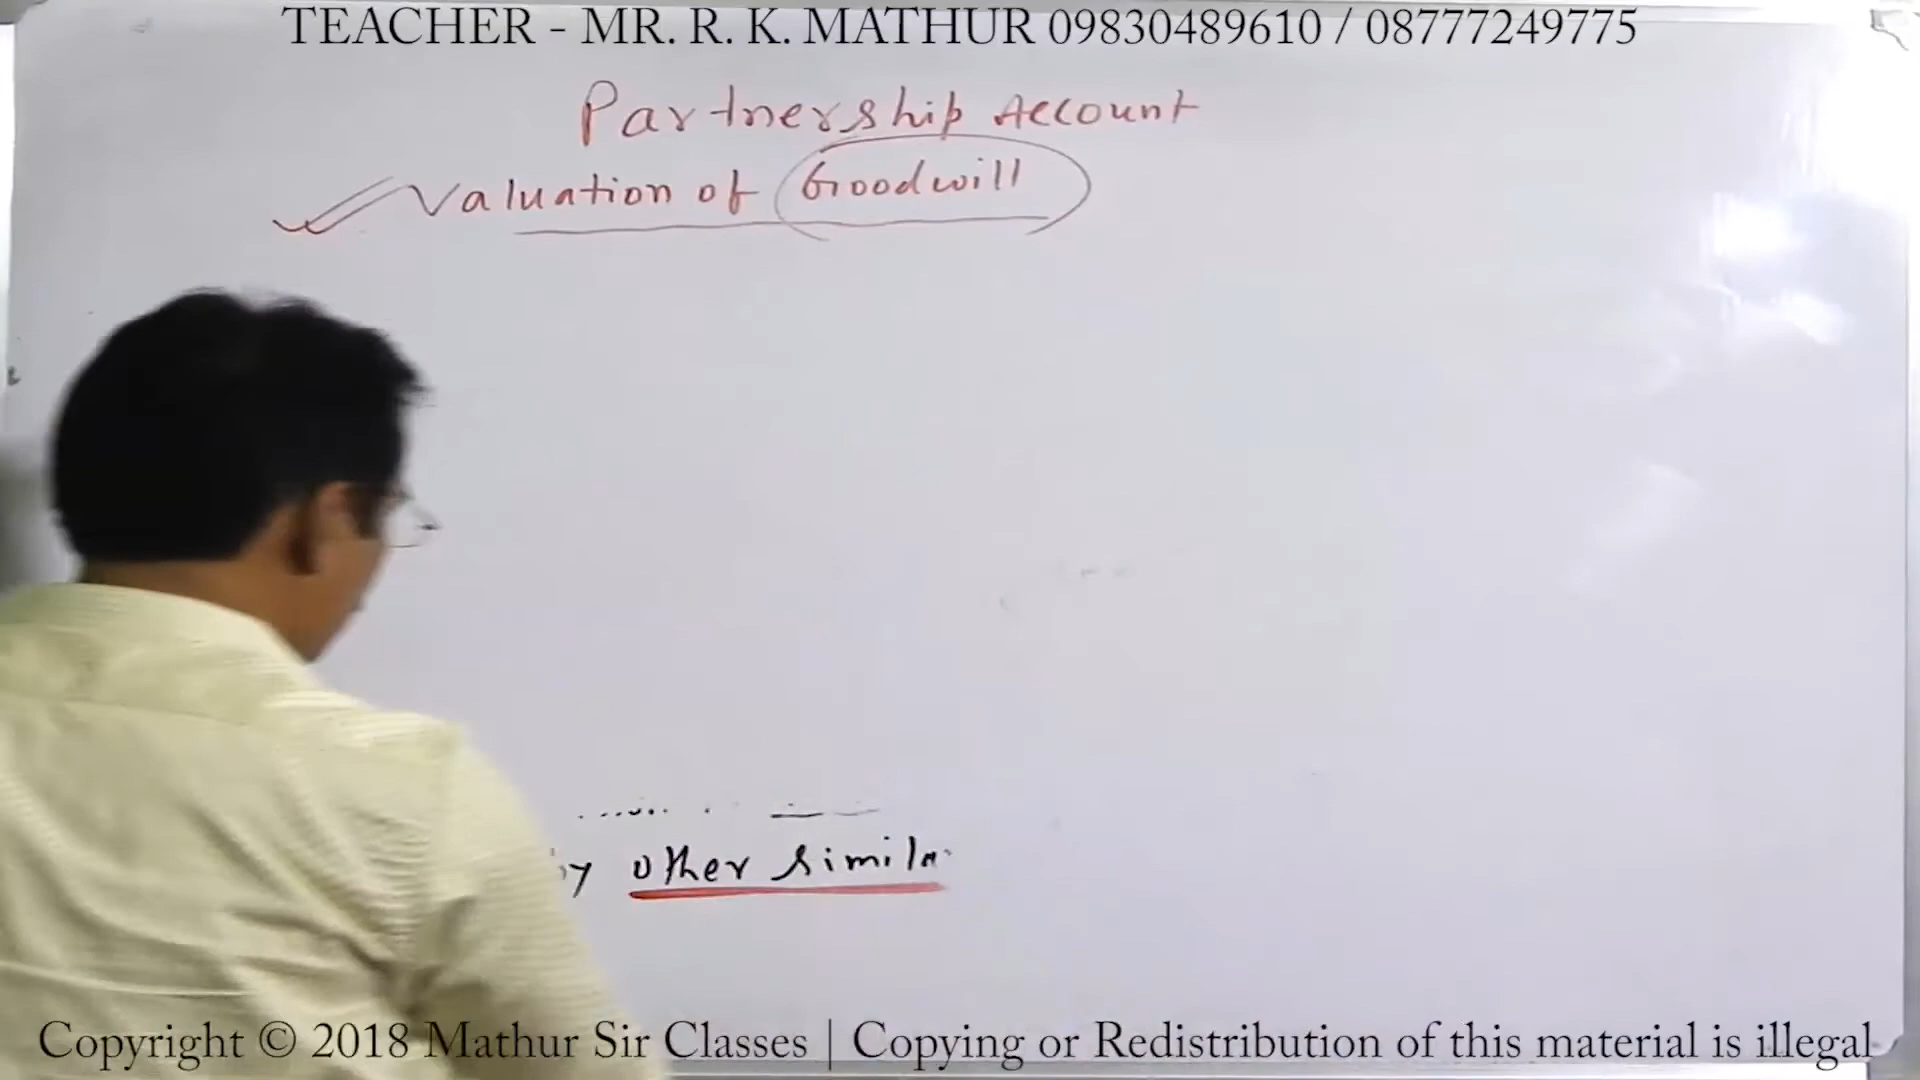 TEACHER - MR. R. K. MATHUR 09830489610 / 08777249775
Partnership Account
Valuation of Goodwill
other
Copyright © 2018 Mathur Sir Classes | Copying or Redistribution of this material is illegal